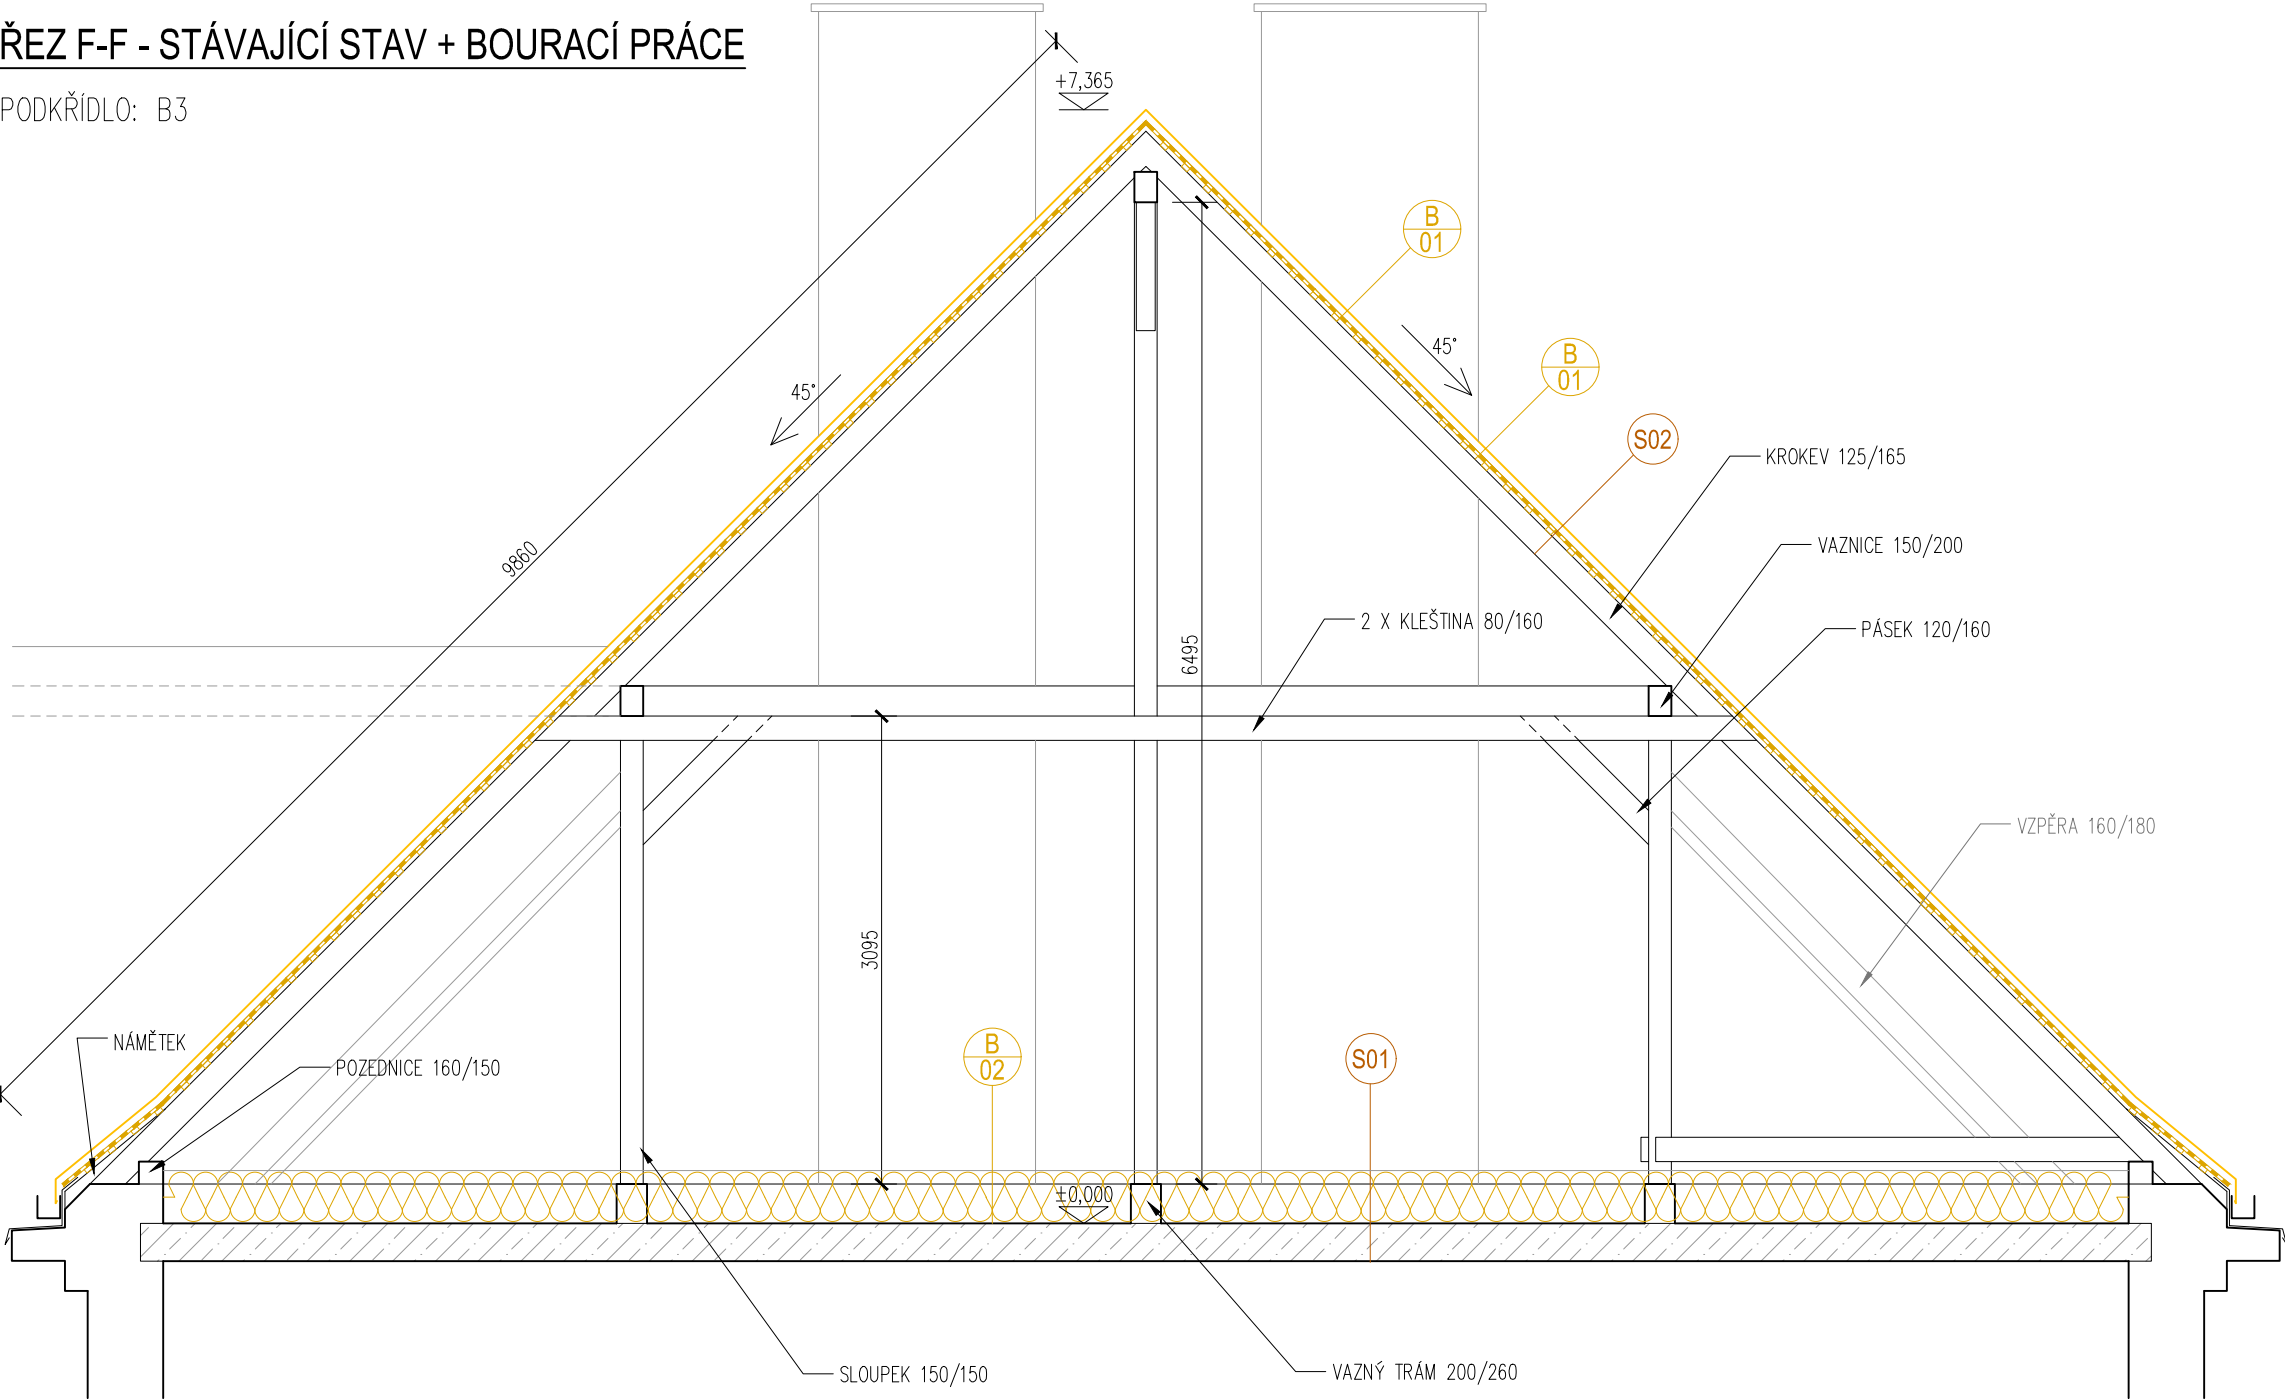 ŘEZ F-F - STÁVAJÍCÍ STAV + BOURACÍ PRÁCE
PODKŘÍDLO: B3
+7,365
B
01
45°
45°
B
01
S02
KROKEV 125/165
VAZNICE 150/200
9860
2 X KLEŠTINA 80/160
PÁSEK 120/160
6495
VZPĚRA 160/180
3095
NÁMĚTEK
POZEDNICE 160/150
B
02
S01
±0,000
SLOUPEK 150/150
VAZNÝ TRÁM 200/260